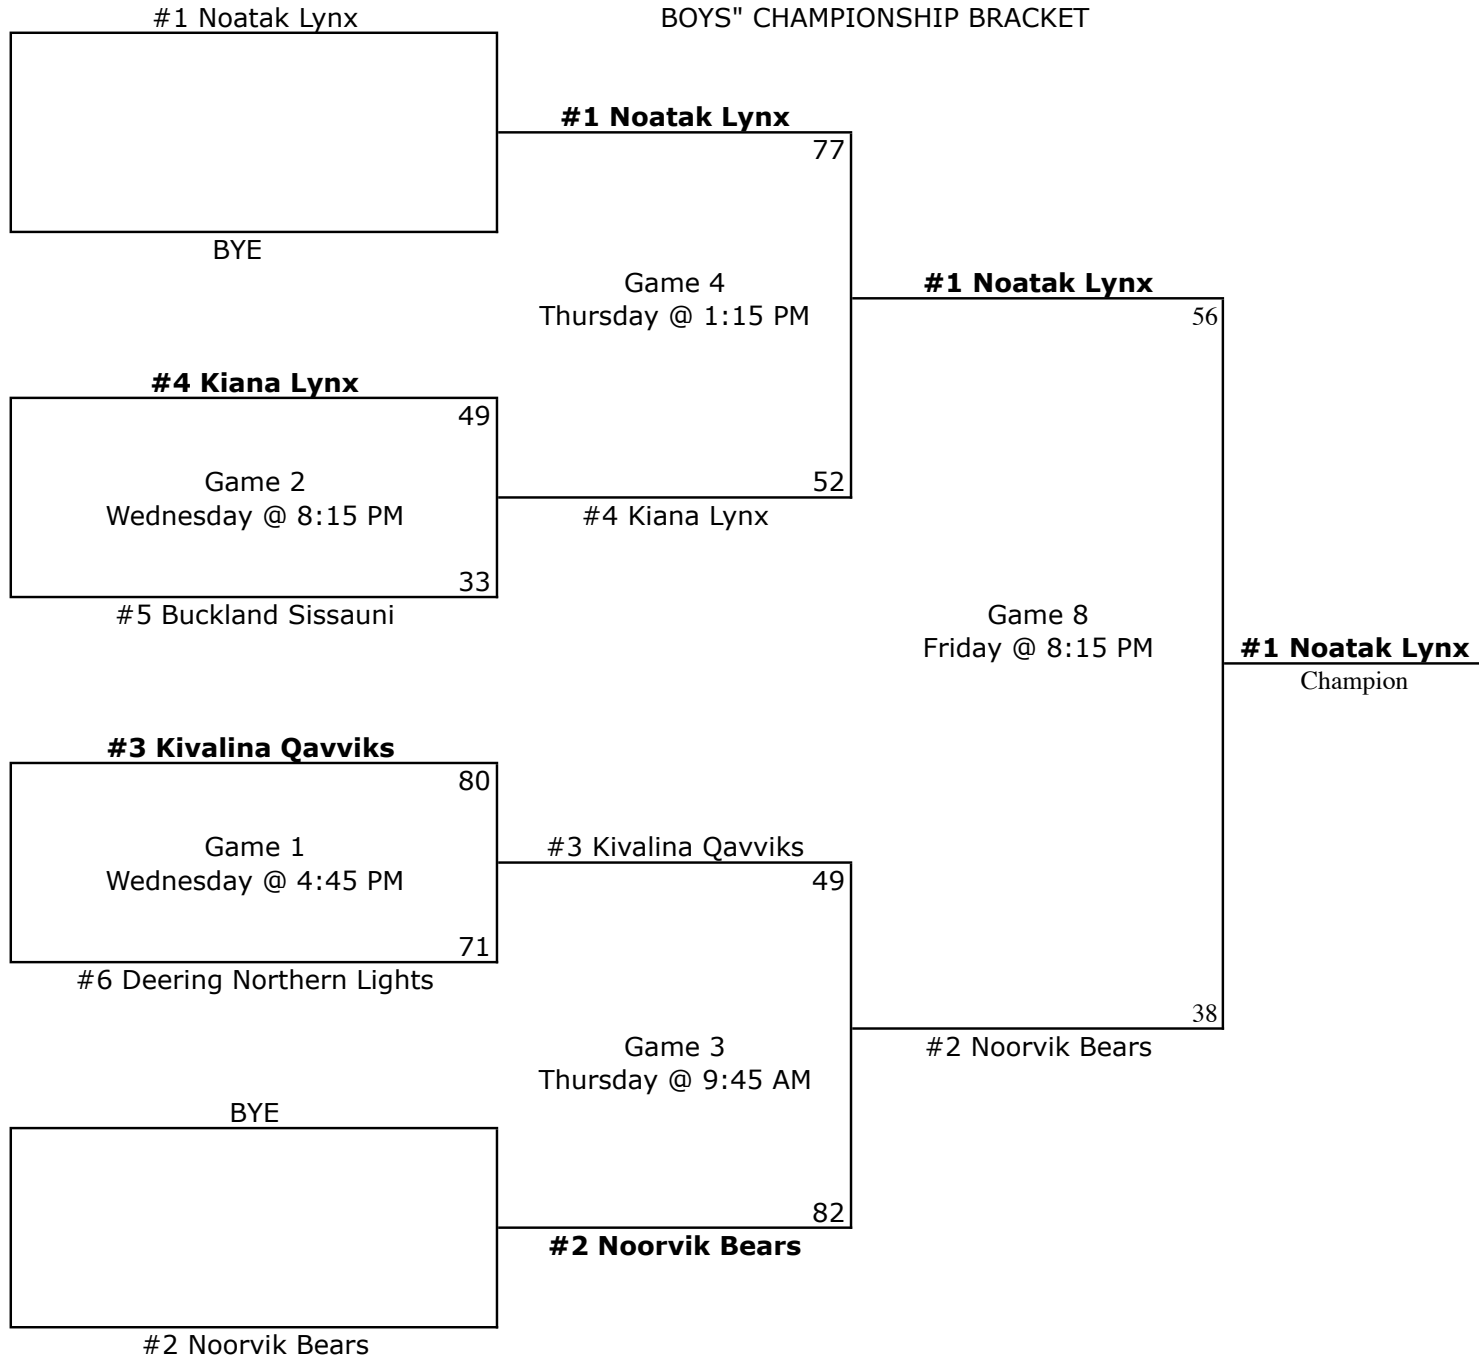 #1 Noatak Lynx
BOYS" CHAMPIONSHIP BRACKET
#1 Noatak Lynx
77
BYE
Game 4
Thursday @ 1:15 PM
#1 Noatak Lynx
56
#4 Kiana Lynx
49
Game 2
Wednesday @ 8:15 PM
52
#4 Kiana Lynx
33
#5 Buckland Sissauni
Game 8
Friday @ 8:15 PM
#1 Noatak Lynx
Champion
#3 Kivalina Qavviks
80
Game 1
Wednesday @ 4:45 PM
#3 Kivalina Qavviks
49
71
#6 Deering Northern Lights
38
#2 Noorvik Bears
Game 3
Thursday @ 9:45 AM
BYE
82
#2 Noorvik Bears
#2 Noorvik Bears